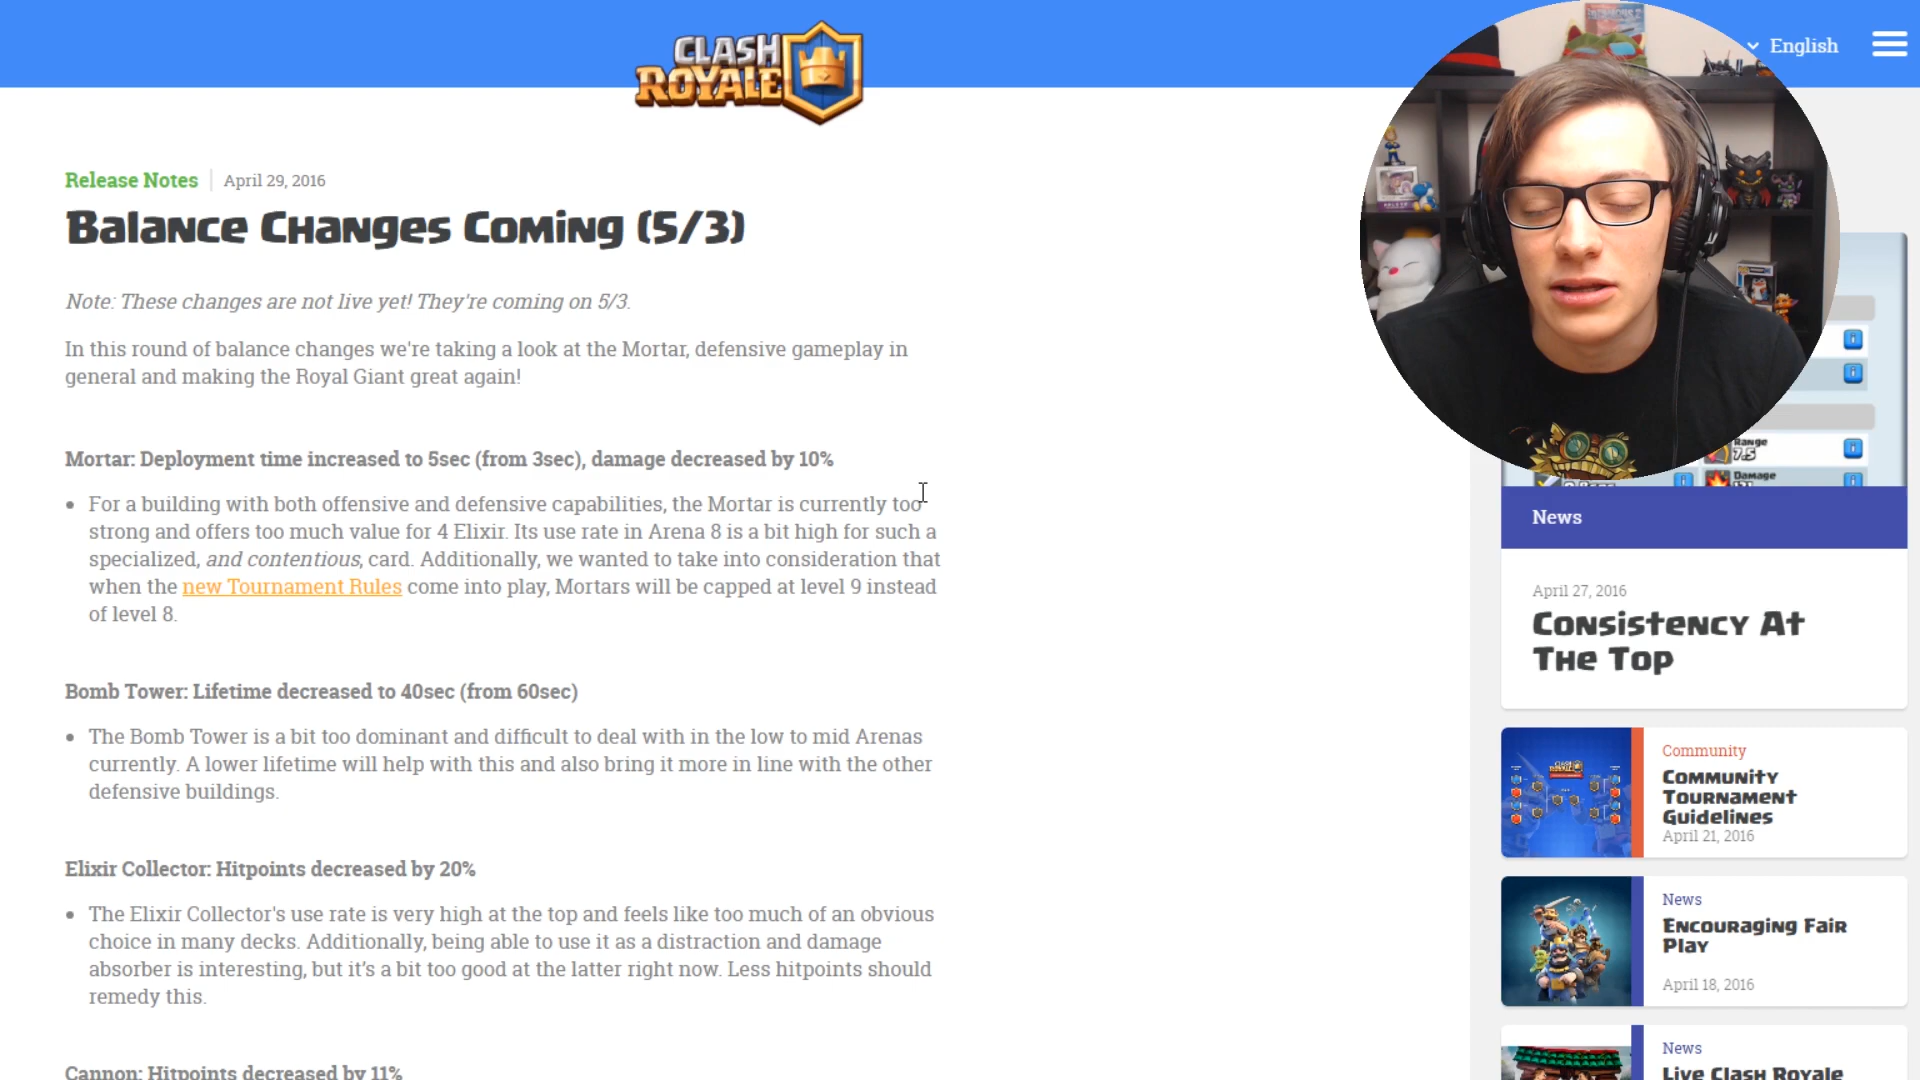 CLASH
ROYALE
English
Release Notes
April 29, 2016
Balance Changes Coming (5/3)
Note: These changes are not live yet! They're coming on 5/3.
In this round of balance changes we're taking a look at the Mortar, defensive gameplay in
general and making the Royal Giant great again!
Mortar: Deployment time increased to 5sec (from 3sec), damage decreased by 10%
For a building with both offensive and defensive capabilities, the Mortar is currently too
strong and offers too much value for 4 Elixir. Its use rate in Arena 8 is a bit high for such a
specialized, and contentious, card. Additionally, we wanted to take into consideration that
when the new Tournament Rules come into play, Mortars will be capped at level 9 instead
of level 8.
Bomb Tower: Lifetime decreased to 40sec (from 60sec)
The Bomb Tower is a bit too dominant and difficult to deal with in the low to mid Arenas
currently. A lower lifetime will help with this and also bring it more in line with the other
defensive buildings.
Elixir Collector: Hitpoints decreased by 20%
The Elixir Collector's use rate is very high at the top and feels like too much of an obvious
choice in many decks. Additionally, being able to use it as a distraction and damage
absorber is interesting, but it's a bit too good at the latter right now. Less hitpoints should
remedy this.
Cannon: Hitpoints decreased by 11%
Range
7.5
Damage
News
April 27, 2016
Consistency At
The Top
Community
Community
Tournament
Guidelines
April 21, 2016
News
Encouraging Fair
Play
April 18, 2016
News
Live Clash Royale